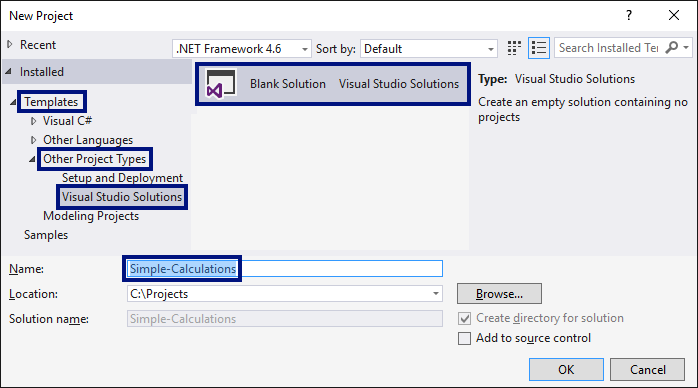 New Project
Recent
.NET Framework 4.6
Sort by:
Default
Search Installed Te
Installed
Blank Solution
Visual Studio Solutions
Type: Visual Studio Solutions
Create an empty solution containing no
projects
Templates
Visual C#
Other Languages
Other Project Types
Setup and Deployment
Visual Studio Solutions
Modeling Projects
Samples
Name:
Simple-Calculations
Location:
C:\Projects
Browse...
Solution name:
Simple-Calculations
Create directory for solution
Add to source control
OK
Cancel